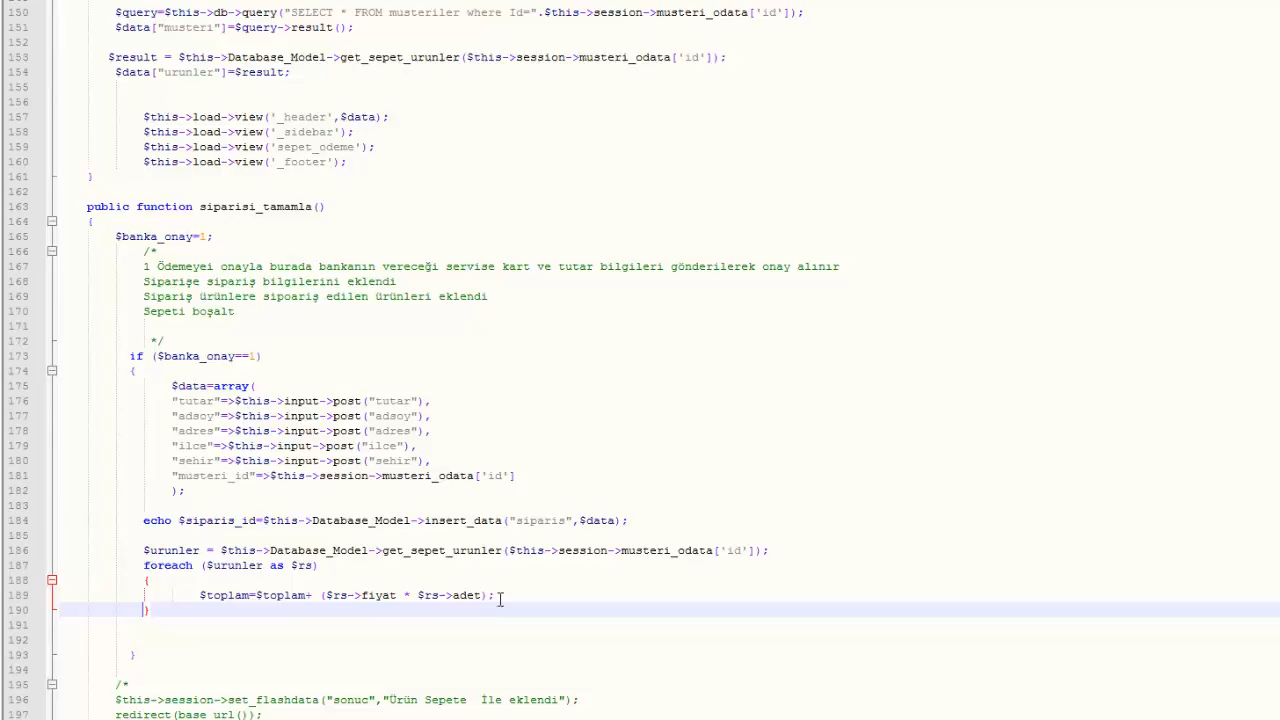 150 $query=$this->db->query("SELECT * FROM musteriler where Id=".$this->session->musteri_odata['id']);
151 $data["musteri"]=$query->result();
152
153 $result = $this->Database_Model->get_sepet_urunler($this->session->musteri_odata['id']);
154 $data["urunler"]=$result;
155
156
157 $this->load->view('_header',$data);
158 $this->load->view('_sidebar');
159 $this->load->view('sepet_odeme');
160 $this->load->view('_footer');
161 }
162
163 public function siparisi_tamamla()
164 {
165 $banka_onay=1;
166 /*
167 1 Ödemeyei onayla burada bankanın vereceği servise kart ve tutar bilgileri gönderilerek onay alınır
168 Siparişe sipariş bilgilerini eklendi
169 Sipariş ürünlere sipoariş edilen ürünleri eklendi
170 Sepeti boşalt
171
172 */
173 if ($banka_onay==1)
174 {
175 $data=array(
176 "tutar"=>$this->input->post("tutar"),
177 "adsoy"=>$this->input->post("adsoy"),
178 "adres"=>$this->input->post("adres"),
179 "ilce"=>$this->input->post("ilce"),
180 "sehir"=>$this->input->post("sehir"),
181 "musteri_id"=>$this->session->musteri_odata['id']
182 );
183
184 echo $siparis_id=$this->Database_Model->insert_data("siparis",$data);
185
186 $urunler = $this->Database_Model->get_sepet_urunler($this->session->musteri_odata['id']);
187 foreach ($urunler as $rs)
188 {
189 $toplam=$toplam+ ($rs->fiyat * $rs->adet);
190 }
191
192
193 }
194
195 /*
196 $this->session->set_flashdata("sonuc","Ürün Sepete  İle eklendi");
197 redirect(base_url());